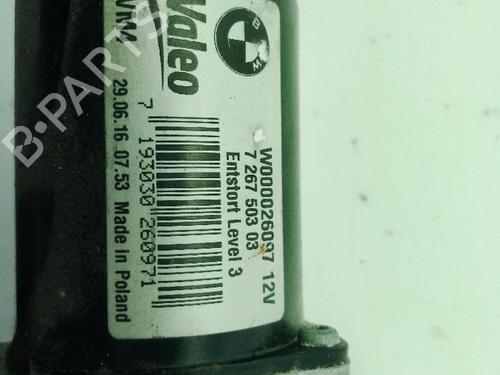 B M W
VM4 Valeo
W000026097 12V
7 267 503 03
Entstort Level 3
7 193030 260971
29.06.16 07.53 Made in Poland
B-PARTS